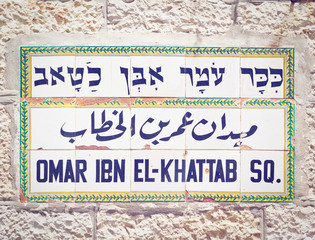 כִּכָּר עֹמָר אִבְּן לַטָאב
ميدان عمر بن الخطاب
OMAR IBN EL-KHATTAB SQ.